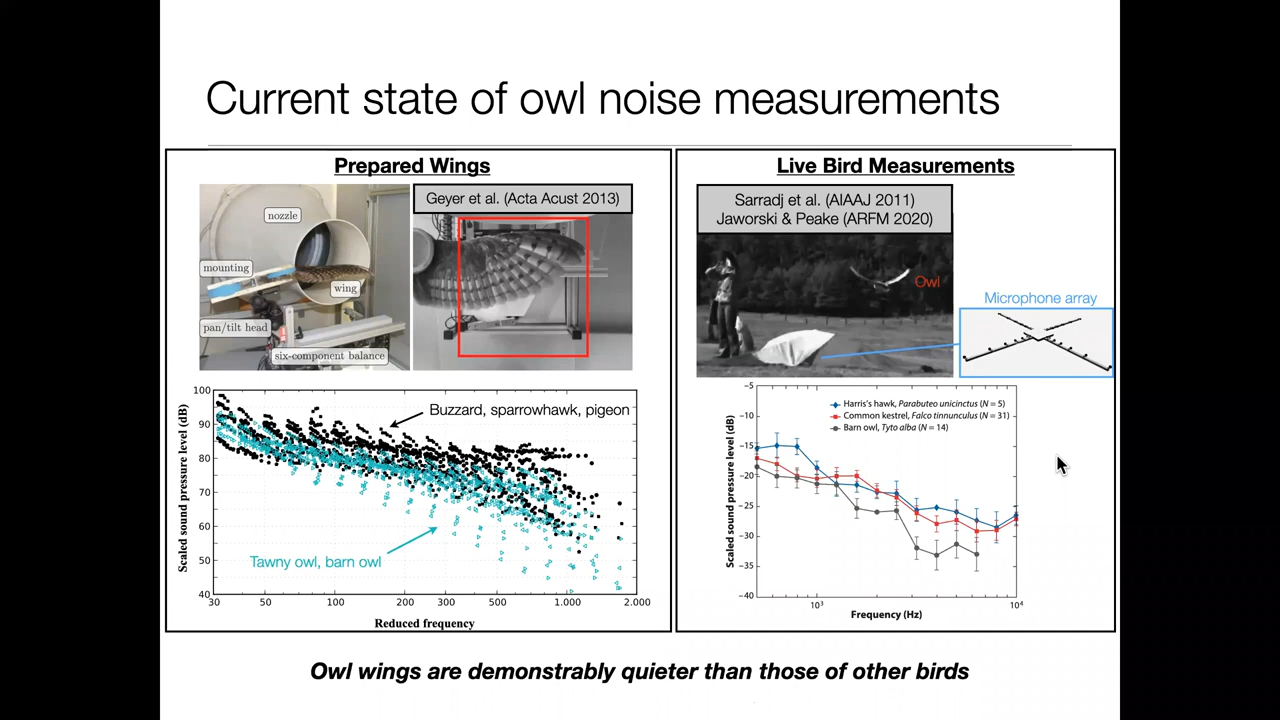 Current state of owl noise measurements
Prepared Wings
Geyer et al. (Acta Acust 2013)
nozzle
mounting
wing
pan/tilt head
six-component balance
100
90
80
70
60
50
40
Scaled sound pressure level (dB)
Buzzard, sparrowhawk, pigeon
Tawny owl, barn owl
30
50
100
200
300
500
1.000
2.000
Reduced frequency
Live Bird Measurements
Sarradj et al. (AIAAJ 2011)
Jaworski & Peake (ARFM 2020)
Owl
Microphone array
−5
−10
−15
−20
−25
−30
−35
−40
Scaled sound pressure level (dB)
Harris's hawk, Parabuteo unicinctus (N = 5)
Common kestrel, Falco tinnunculus (N = 31)
Barn owl, Tyto alba (N = 14)
10³
10⁴
Frequency (Hz)
Owl wings are demonstrably quieter than those of other birds